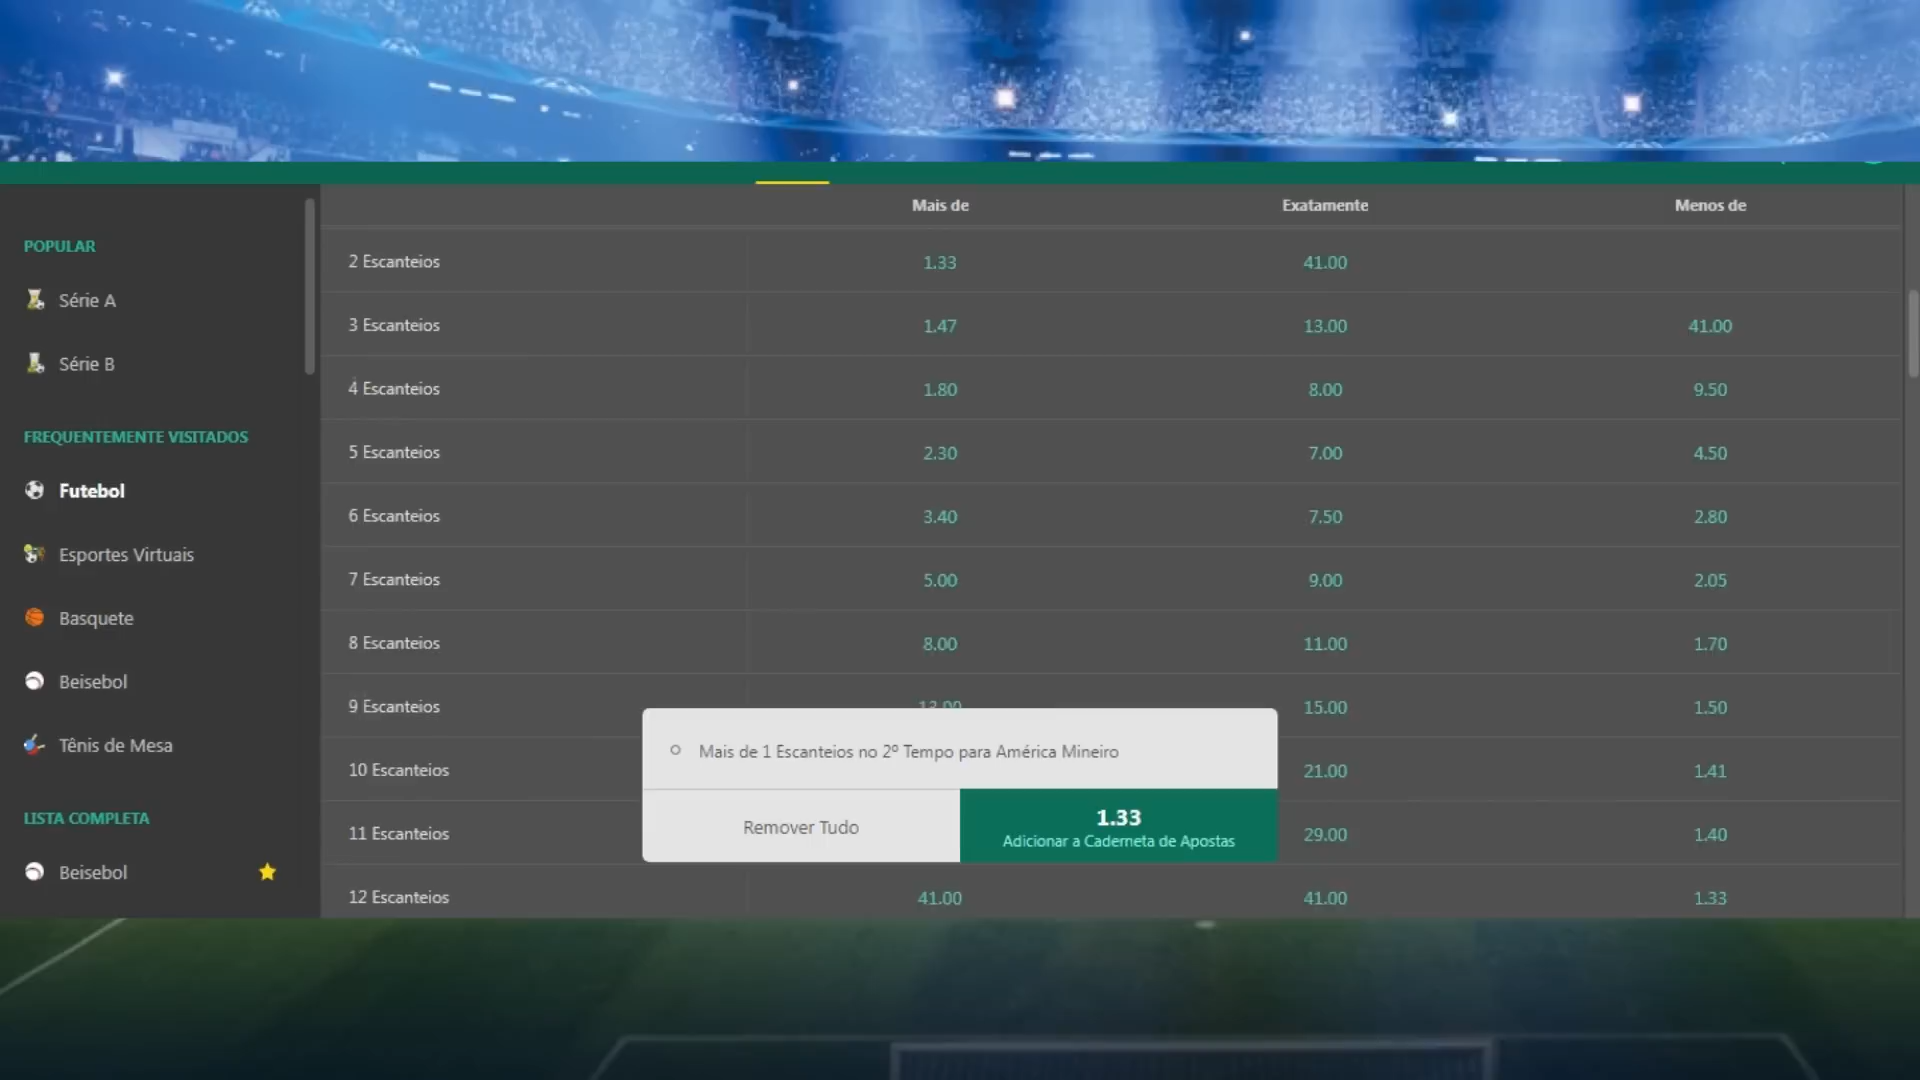 Mais de Exatamente Menos de
POPULAR
Série A
Série B
FREQUENTEMENTE VISITADOS
Futebol
Esportes Virtuais
Basquete
Beisebol
Tênis de Mesa
LISTA COMPLETA
Beisebol
2 Escanteios 1.33 41.00
3 Escanteios 1.47 13.00 41.00
4 Escanteios 1.80 8.00 9.50
5 Escanteios 2.30 7.00 4.50
6 Escanteios 3.40 7.50 2.80
7 Escanteios 5.00 9.00 2.05
8 Escanteios 8.00 11.00 1.70
9 Escanteios 15.00 1.50
10 Escanteios 21.00 1.41
11 Escanteios 29.00 1.40
12 Escanteios 41.00 41.00 1.33
Mais de 1 Escanteios no 2º Tempo para América Mineiro
Remover Tudo
1.33
Adicionar a Caderneta de Apostas